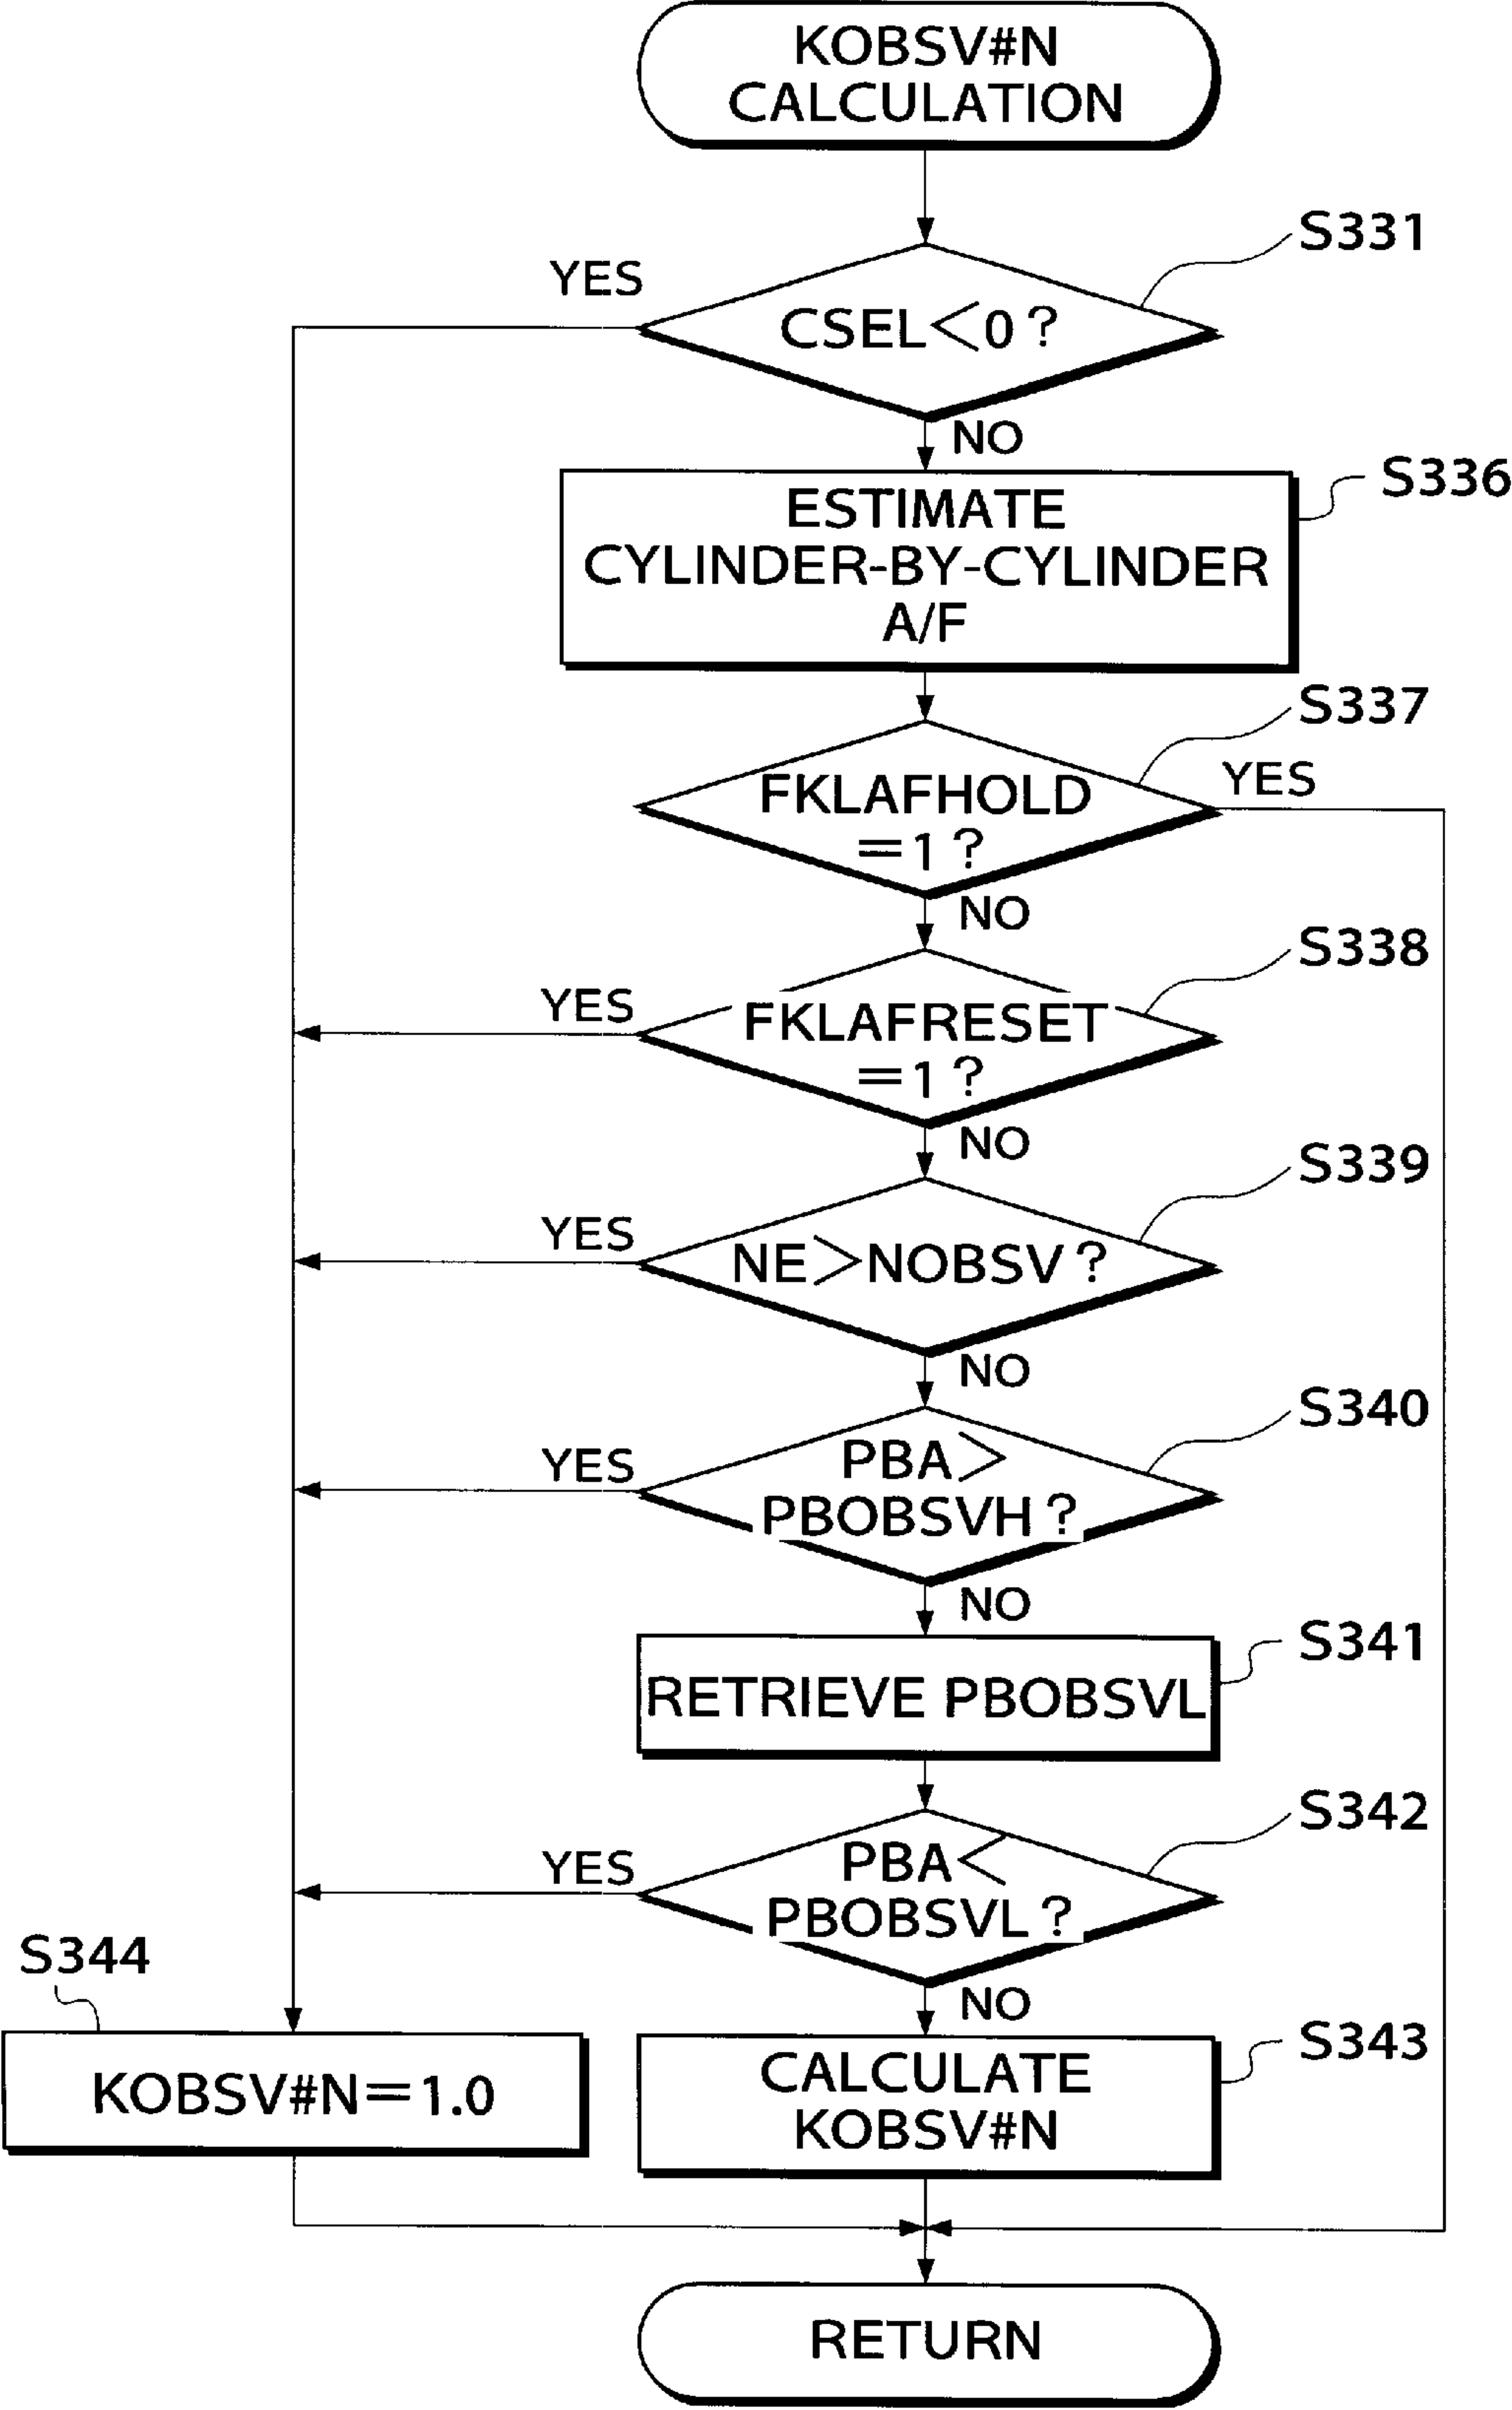 KOBSV#N
CALCULATION
S331
YES
CSEL<0?
NO
S336
ESTIMATE
CYLINDER-BY-CYLINDER
A/F
S337
YES
FKLAFHOLD
=1?
NO
S338
YES
FKLAFRESET
=1?
NO
S339
YES
NE>NOBSV?
NO
S340
YES
PBA>
PBOBSVH?
NO
S341
RETRIEVE PBOBSVL
S342
YES
PBA<
PBOBSVL?
NO
S344
KOBSV#N=1.0
S343
CALCULATE
KOBSV#N
RETURN